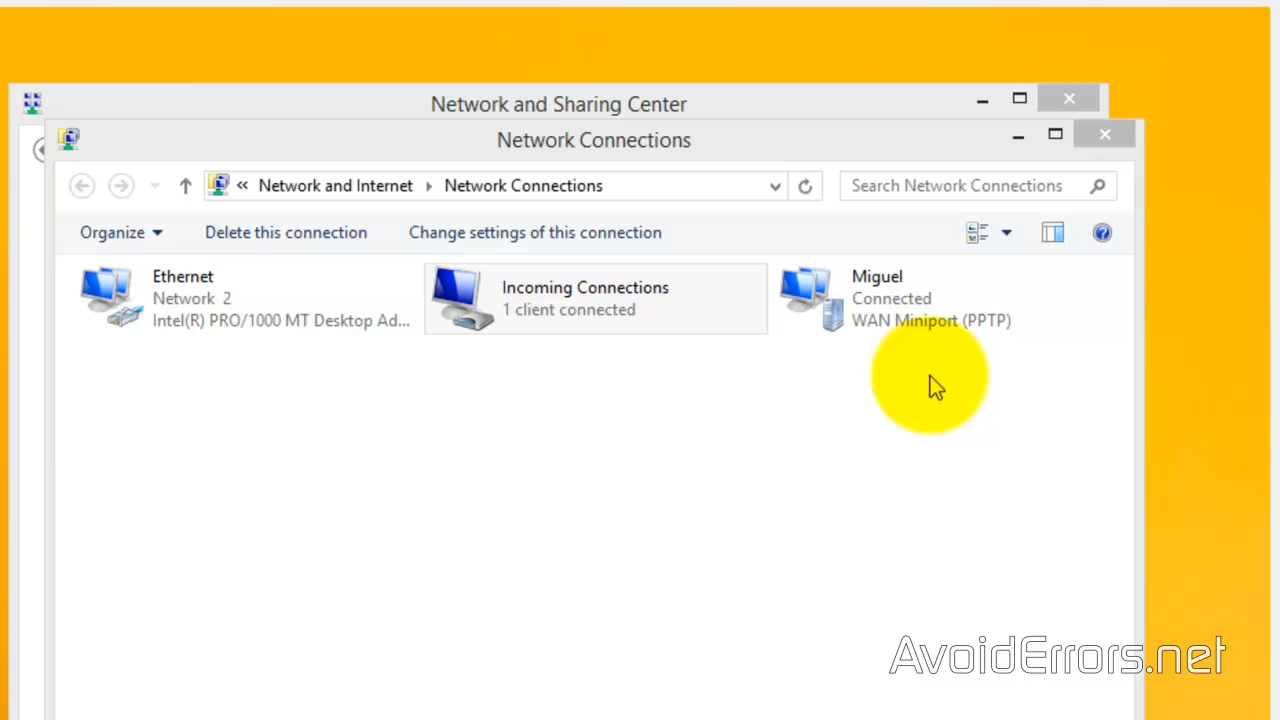 Network and Sharing Center
Network Connections
« Network and Internet Network Connections
Search Network Connections
Organize Delete this connection Change settings of this connection
Ethernet
Network 2
Intel(R) PRO/1000 MT Desktop Ad...
Incoming Connections
1 client connected
Miguel
Connected
WAN Miniport (PPTP)
AvoidErrors.net